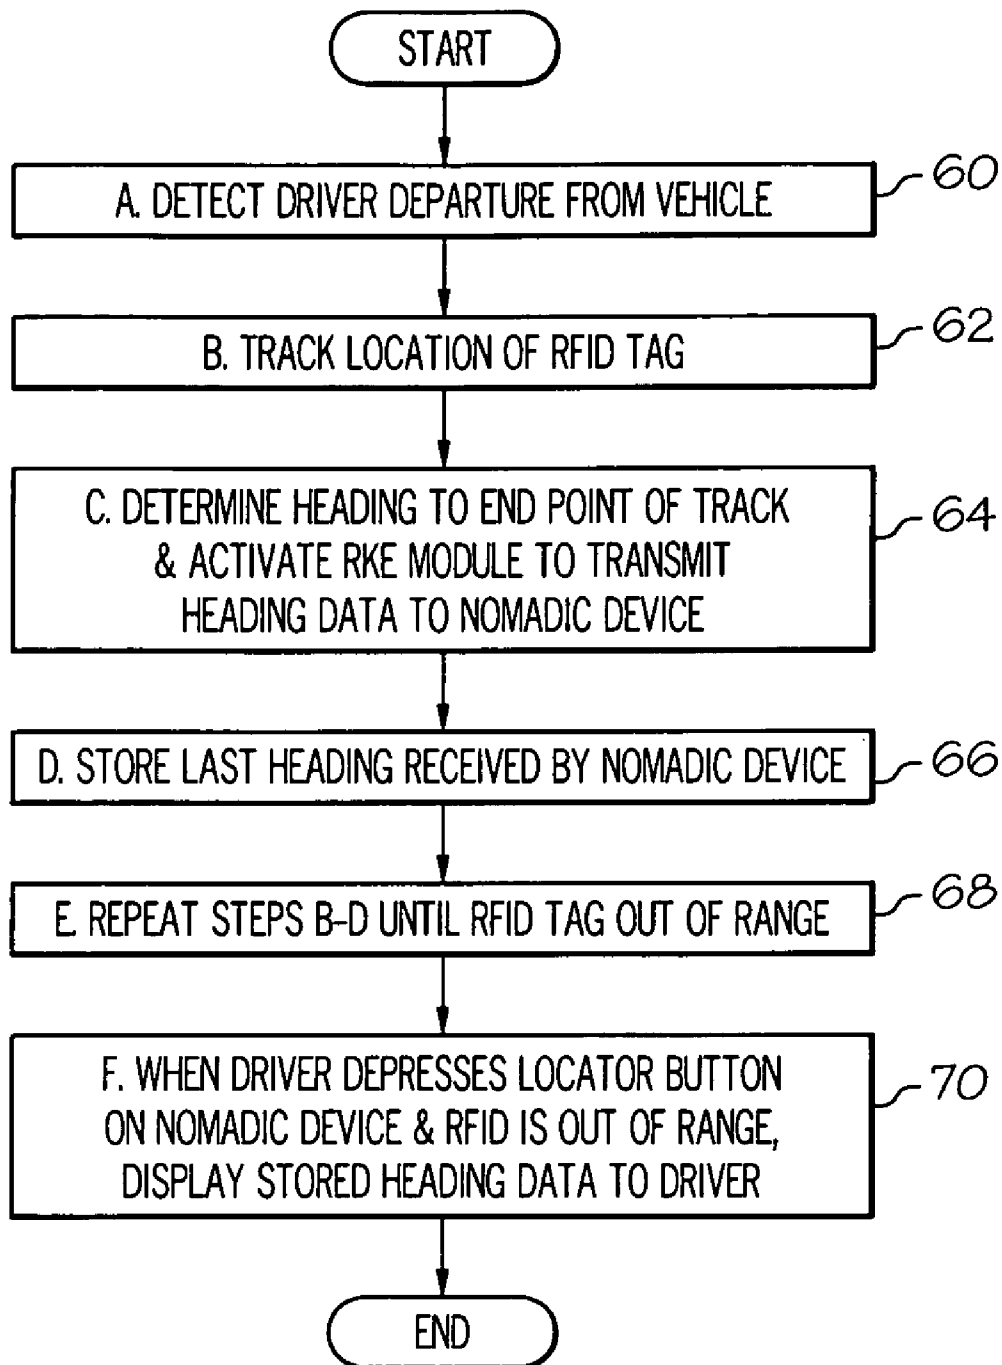 START
A. DETECT DRIVER DEPARTURE FROM VEHICLE
60
B. TRACK LOCATION OF RFID TAG
62
C. DETERMINE HEADING TO END POINT OF TRACK
& ACTIVATE RKE MODULE TO TRANSMIT
HEADING DATA TO NOMADIC DEVICE
64
D. STORE LAST HEADING RECEIVED BY NOMADIC DEVICE
66
E. REPEAT STEPS B-D UNTIL RFID TAG OUT OF RANGE
68
F. WHEN DRIVER DEPRESSES LOCATOR BUTTON
ON NOMADIC DEVICE & RFID IS OUT OF RANGE,
DISPLAY STORED HEADING DATA TO DRIVER
70
END